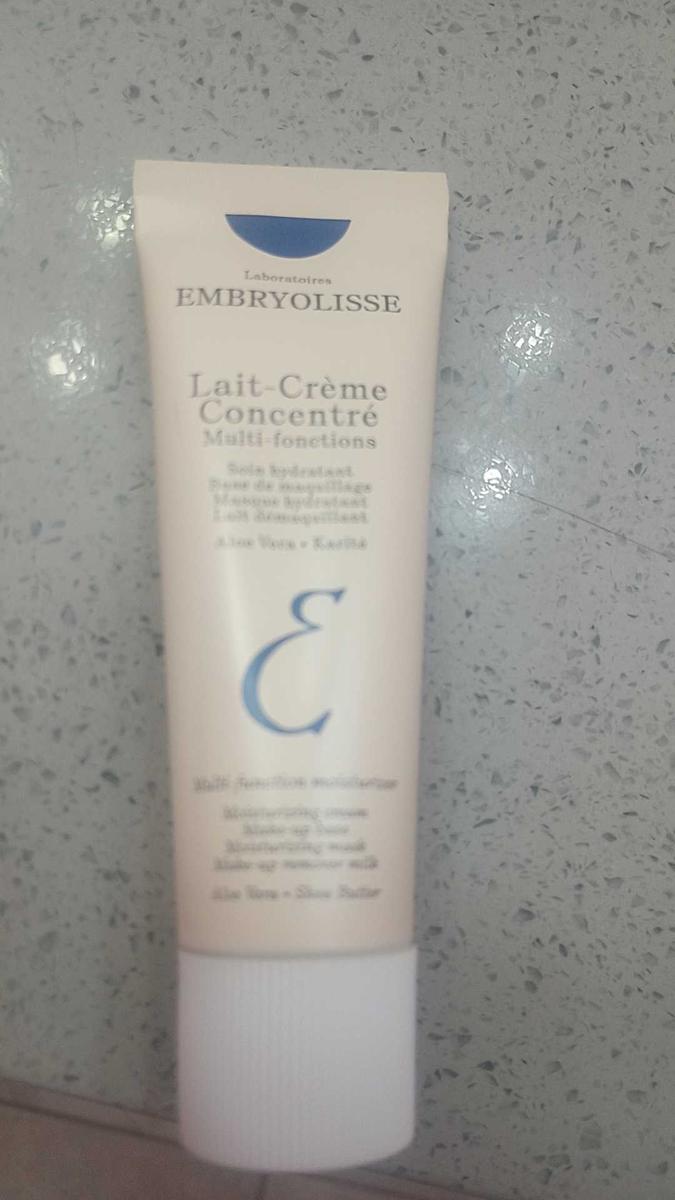 Laboratoires
EMBRYOLISSE
Lait-Crème
Concentré
Multi-fonctions
Soin hydratant
Base de maquillage
Masque hydratant
Lait démaquillant
Aloe Vera • Karité
E
Multi-function moisturizer
Moisturizing cream
Make-up base
Moisturizing mask
Make-up remover milk
Aloe Vera • Shea Butter